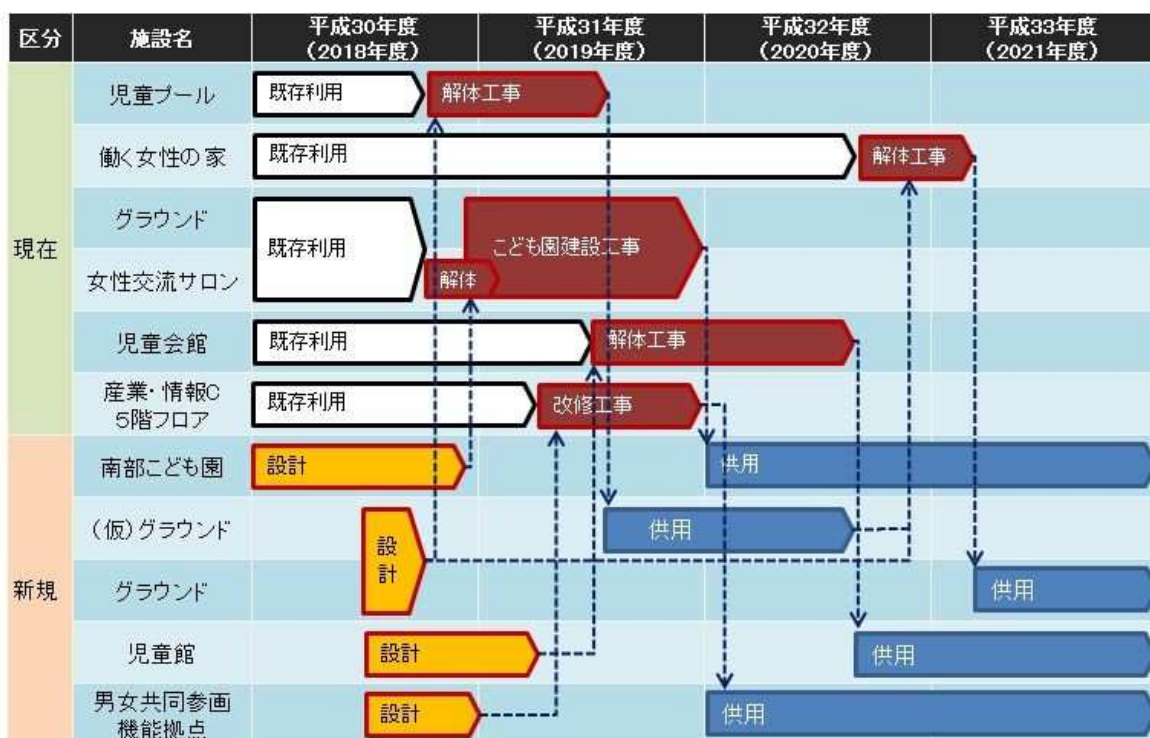 区分
施設名
平成30年度
(2018年度)
平成31年度
(2019年度)
平成32年度
(2020年度)
平成33年度
(2021年度)
現在
児童プール
既存利用
解体工事
働く女性の家
既存利用
解体工事
グラウンド
既存利用
こども園建設工事
女性交流サロン
解体
児童会館
既存利用
解体工事
産業・情報C
5階フロア
既存利用
改修工事
新規
南部こども園
設計
供用
(仮)グラウンド
設
計
供用
グラウンド
供用
児童館
設計
供用
男女共同参画
機能拠点
設計
供用